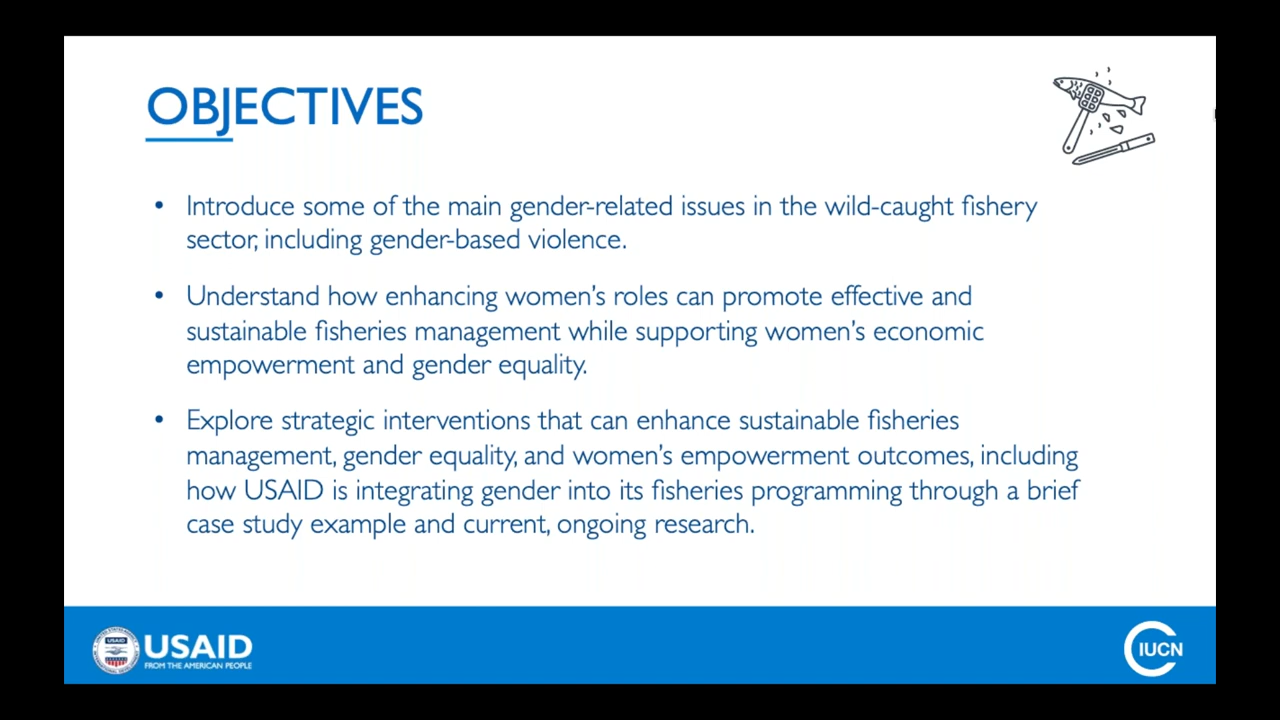 OBJECTIVES
• Introduce some of the main gender-related issues in the wild-caught fishery
sector, including gender-based violence.
• Understand how enhancing women’s roles can promote effective and
sustainable fisheries management while supporting women’s economic
empowerment and gender equality.
• Explore strategic interventions that can enhance sustainable fisheries
management, gender equality, and women’s empowerment outcomes, including
how USAID is integrating gender into its fisheries programming through a brief
case study example and current, ongoing research.
USAID
USAID
FROM THE AMERICAN PEOPLE
IUCN